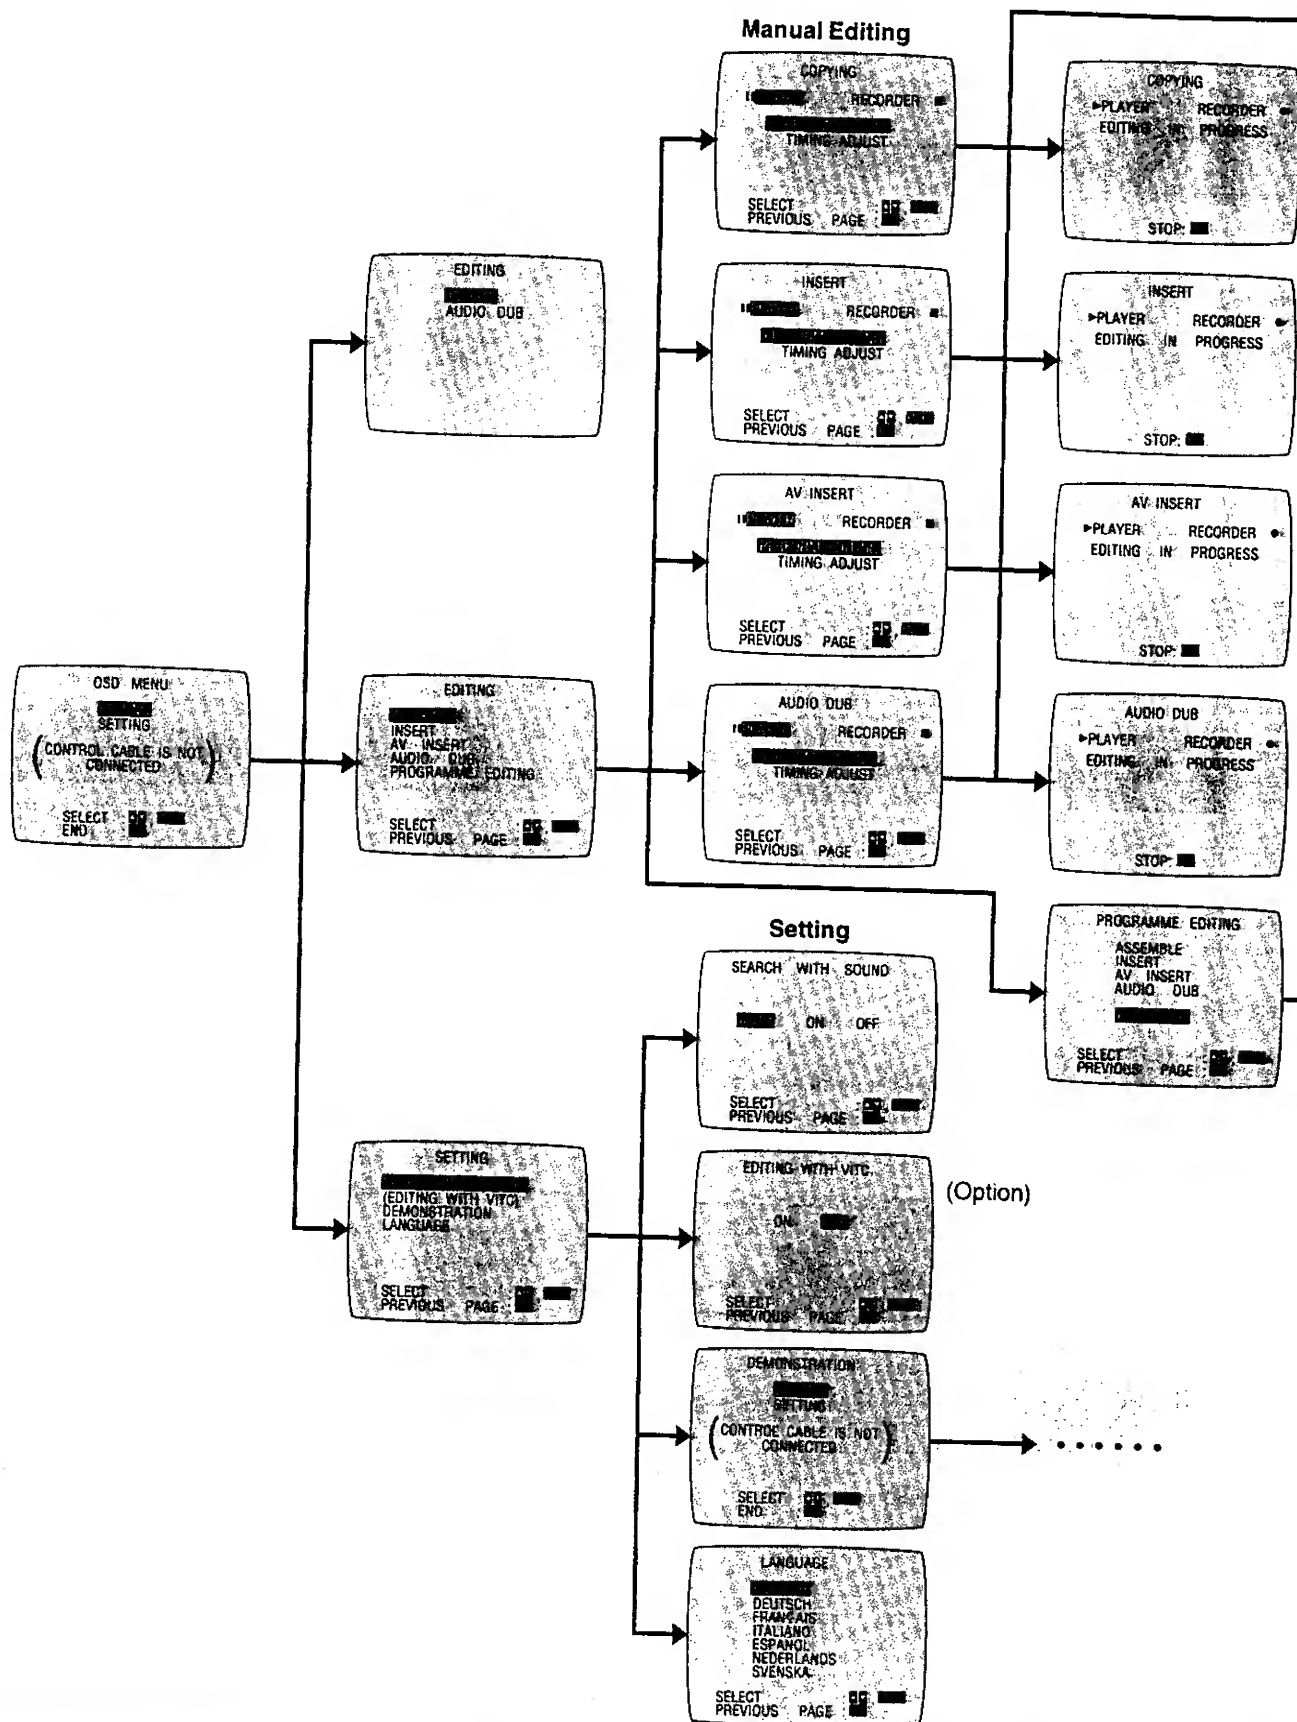 Manual Editing
COPYING
RECORDER
TIMING ADJUST
SELECT
PREVIOUS PAGE
COPYING
PLAYER RECORDER
EDITING IN PROGRESS
STOP:
EDITING
AUDIO DUB
INSERT
RECORDER
TIMING ADJUST
SELECT
PREVIOUS PAGE
INSERT
PLAYER RECORDER
EDITING IN PROGRESS
STOP:
AV INSERT
RECORDER
TIMING ADJUST
SELECT
PREVIOUS PAGE
AV INSERT
PLAYER RECORDER
EDITING IN PROGRESS
STOP:
OSD MENU
SETTING
(CONTROL CABLE IS NOT
CONNECTED)
SELECT
END
EDITING
INSERT
AV INSERT
AUDIO DUB
PROGRAMME EDITING
SELECT
PREVIOUS PAGE
AUDIO DUB
RECORDER
TIMING ADJUST
SELECT
PREVIOUS PAGE
AUDIO DUB
PLAYER RECORDER
EDITING IN PROGRESS
STOP:
PROGRAMME EDITING
ASSEMBLE
INSERT
AV INSERT
AUDIO DUB
SELECT
PREVIOUS PAGE
Setting
SEARCH WITH SOUND
ON OFF
SELECT
PREVIOUS PAGE
SETTING
(EDITING WITH VITC)
DEMONSTRATION
LANGUAGE
SELECT
PREVIOUS PAGE
EDITING WITH VITC
ON
SELECT
PREVIOUS PAGE
(Option)
DEMONSTRATION
SETTING
(CONTROL CABLE IS NOT
CONNECTED)
SELECT
END
LANGUAGE
DEUTSCH
FRANÇAIS
ITALIANO
ESPAÑOL
NEDERLANDS
SVENSKA
SELECT
PREVIOUS PAGE